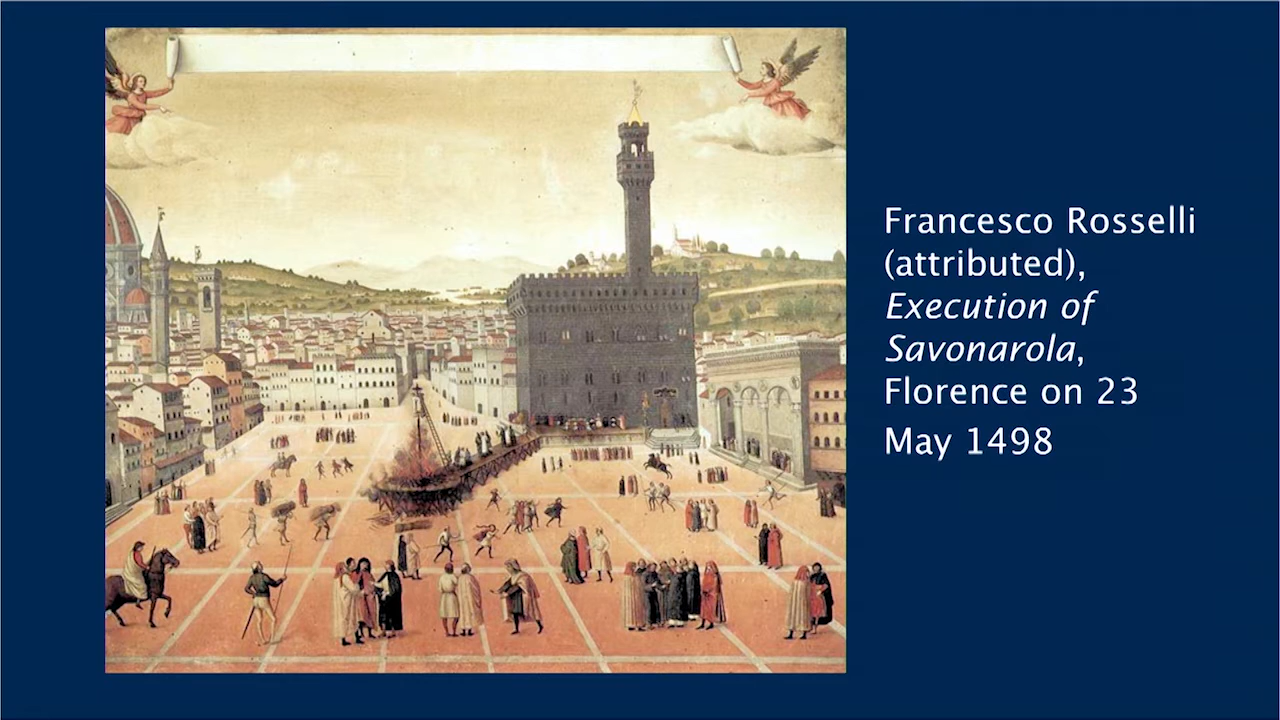 Francesco Rosselli
(attributed),
Execution of
Savonarola,
Florence on 23
May 1498